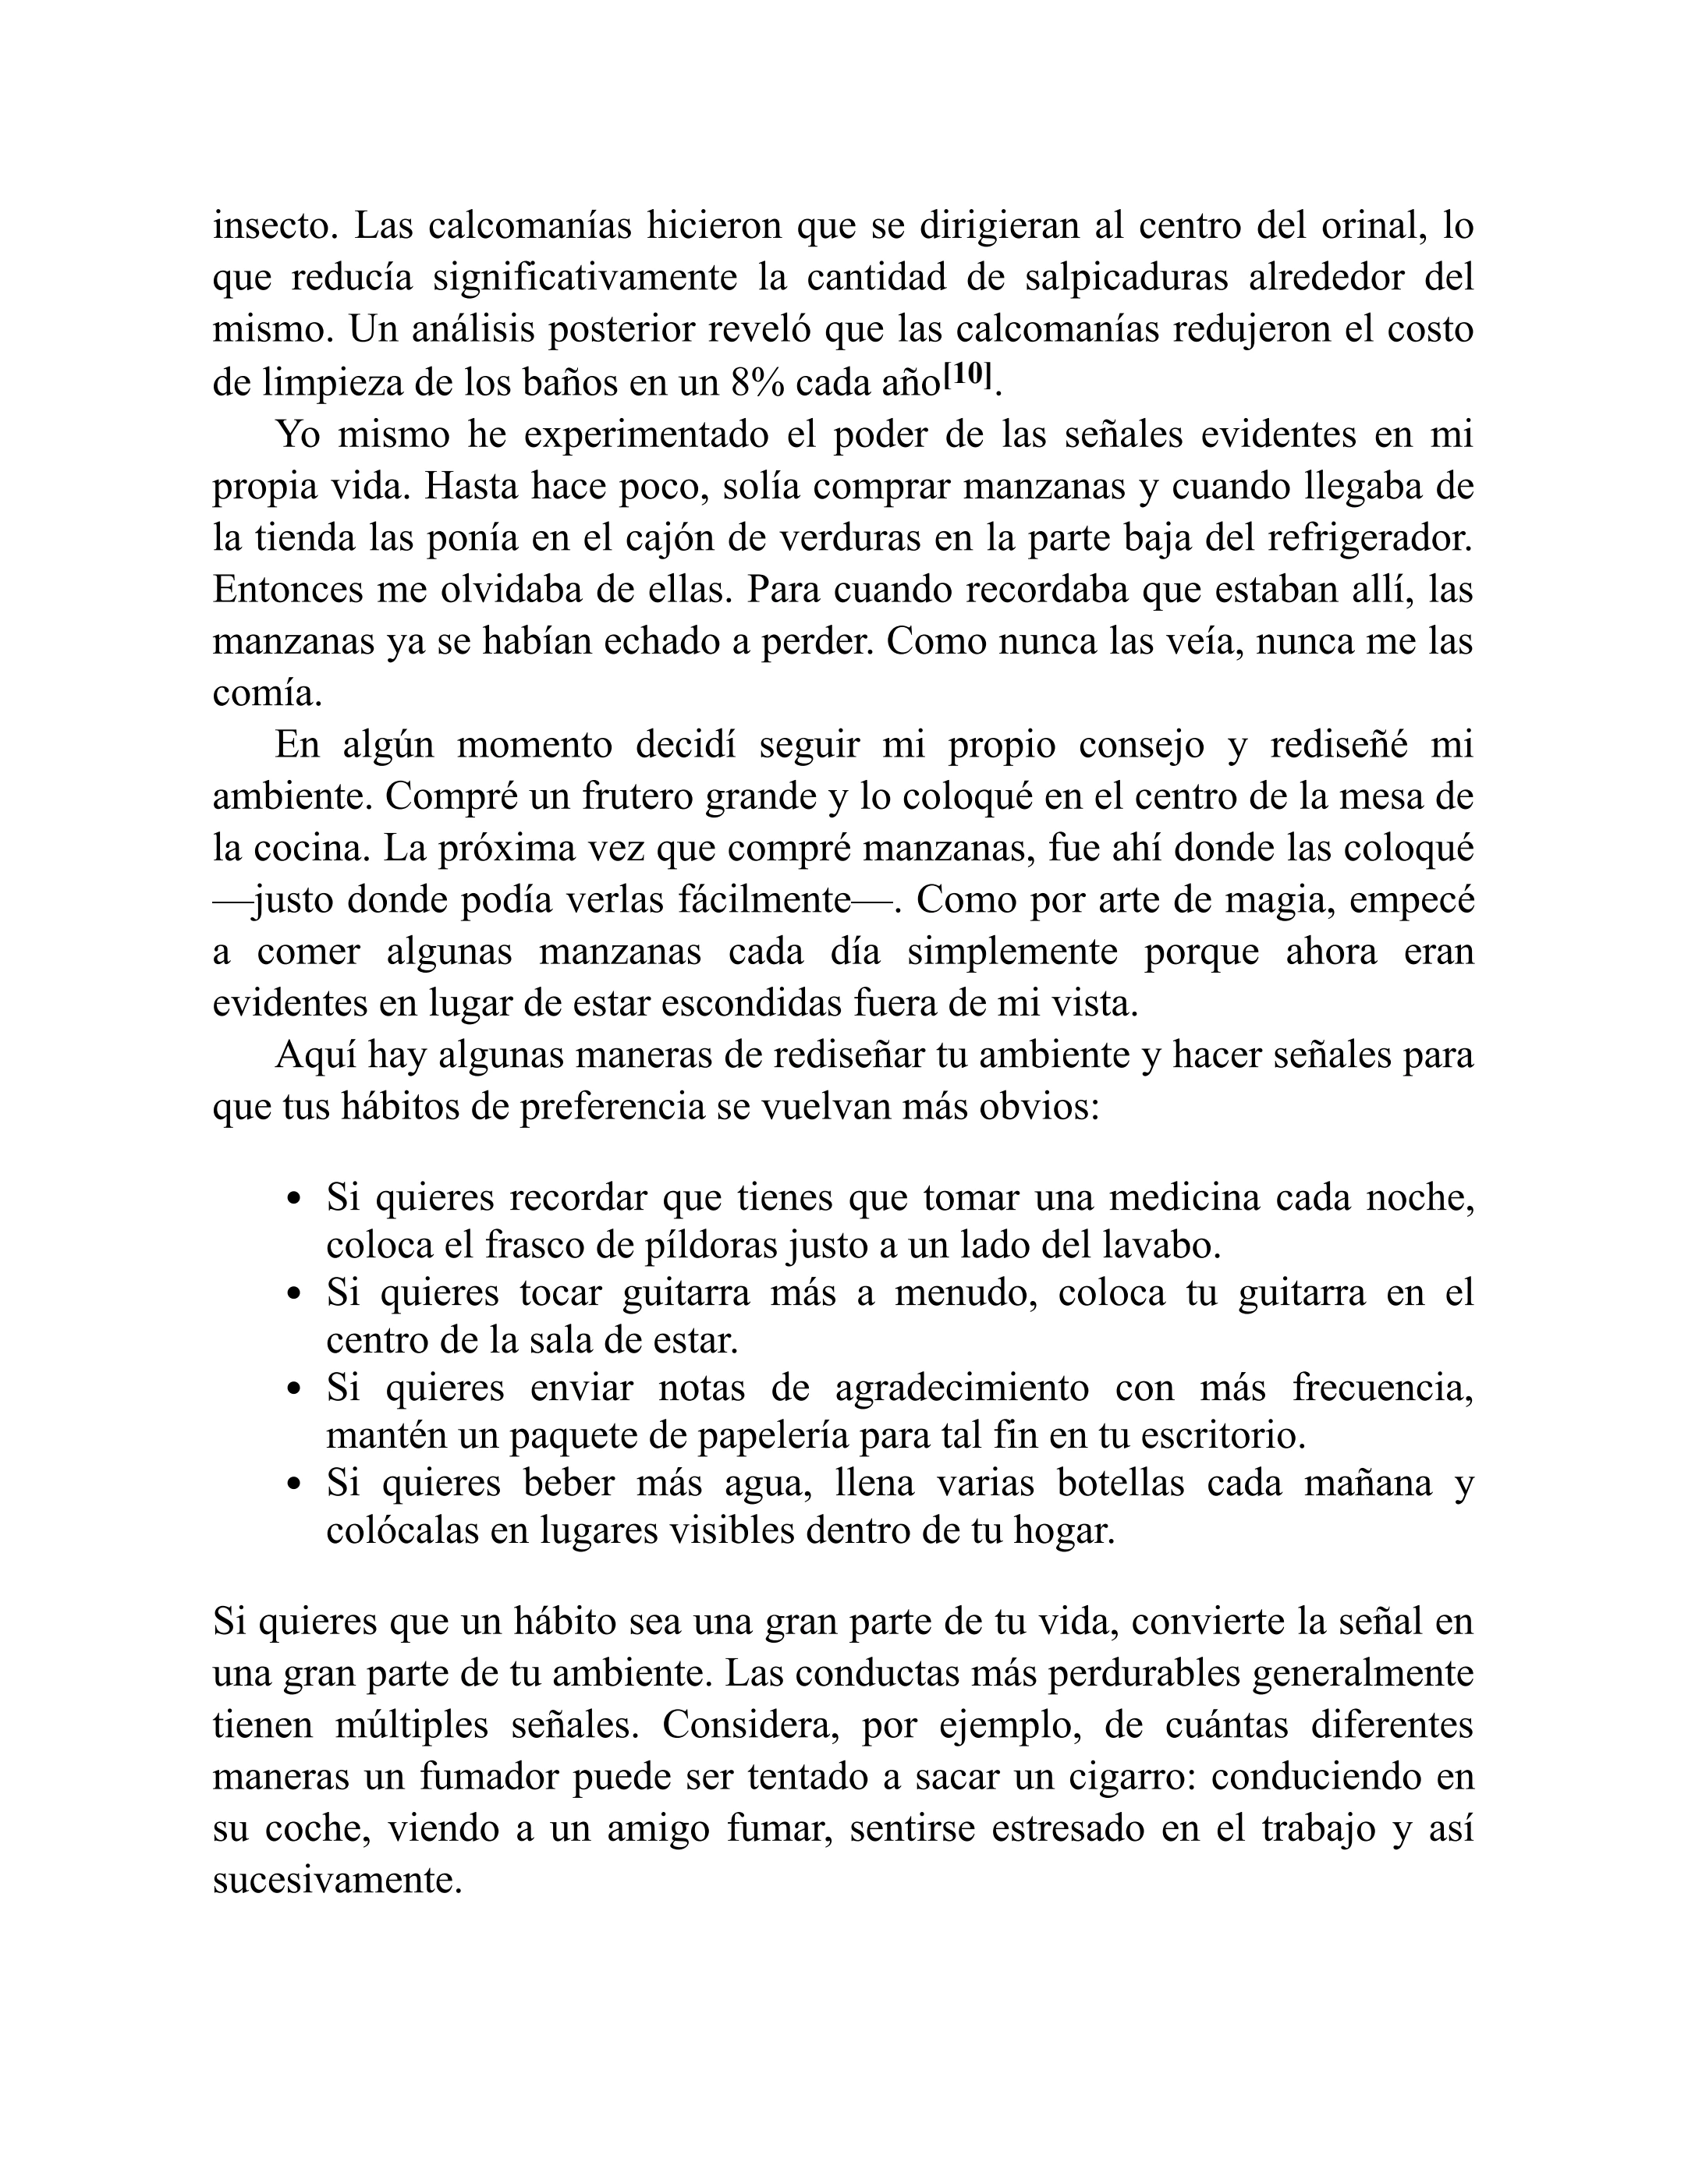 insecto. Las calcomanías hicieron que se dirigieran al centro del orinal, lo
que reducía significativamente la cantidad de salpicaduras alrededor del
mismo. Un análisis posterior reveló que las calcomanías redujeron el costo
de limpieza de los baños en un 8% cada año[10].
Yo mismo he experimentado el poder de las señales evidentes en mi
propia vida. Hasta hace poco, solía comprar manzanas y cuando llegaba de
la tienda las ponía en el cajón de verduras en la parte baja del refrigerador.
Entonces me olvidaba de ellas. Para cuando recordaba que estaban allí, las
manzanas ya se habían echado a perder. Como nunca las veía, nunca me las
comía.
En algún momento decidí seguir mi propio consejo y rediseñé mi
ambiente. Compré un frutero grande y lo coloqué en el centro de la mesa de
la cocina. La próxima vez que compré manzanas, fue ahí donde las coloqué
—justo donde podía verlas fácilmente—. Como por arte de magia, empecé
a comer algunas manzanas cada día simplemente porque ahora eran
evidentes en lugar de estar escondidas fuera de mi vista.
Aquí hay algunas maneras de rediseñar tu ambiente y hacer señales para
que tus hábitos de preferencia se vuelvan más obvios:
• Si quieres recordar que tienes que tomar una medicina cada noche,
coloca el frasco de píldoras justo a un lado del lavabo.
• Si quieres tocar guitarra más a menudo, coloca tu guitarra en el
centro de la sala de estar.
• Si quieres enviar notas de agradecimiento con más frecuencia,
mantén un paquete de papelería para tal fin en tu escritorio.
• Si quieres beber más agua, llena varias botellas cada mañana y
colócalas en lugares visibles dentro de tu hogar.
Si quieres que un hábito sea una gran parte de tu vida, convierte la señal en
una gran parte de tu ambiente. Las conductas más perdurables generalmente
tienen múltiples señales. Considera, por ejemplo, de cuántas diferentes
maneras un fumador puede ser tentado a sacar un cigarro: conduciendo en
su coche, viendo a un amigo fumar, sentirse estresado en el trabajo y así
sucesivamente.